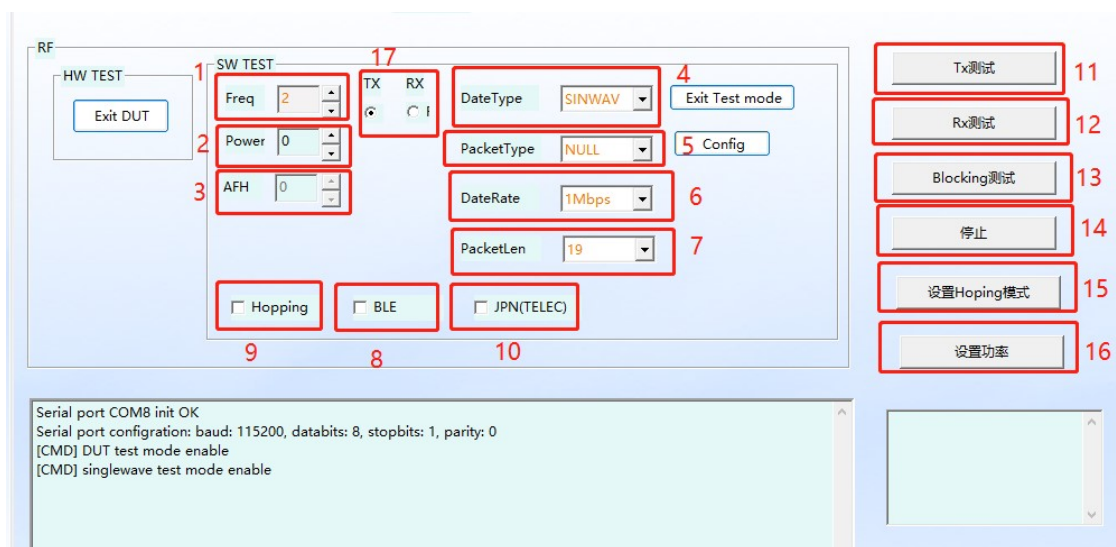 RF
HW TEST
Exit DUT
SW TEST
1
Freq
2
17
TX
RX
DateType
SINWAV
4
Exit Test mode
2
Power
0
PacketType
NULL
5
Config
3
AFH
0
DateRate
1Mbps
6
PacketLen
19
7
Hopping
BLE
JPN(TELEC)
9
8
10
Tx测试
11
Rx测试
12
Blocking测试
13
停止
14
设置Hoping模式
15
设置功率
16
Serial port COM8 init OK
Serial port configration: baud: 115200, databits: 8, stopbits: 1, parity: 0
[CMD] DUT test mode enable
[CMD] singlewave test mode enable